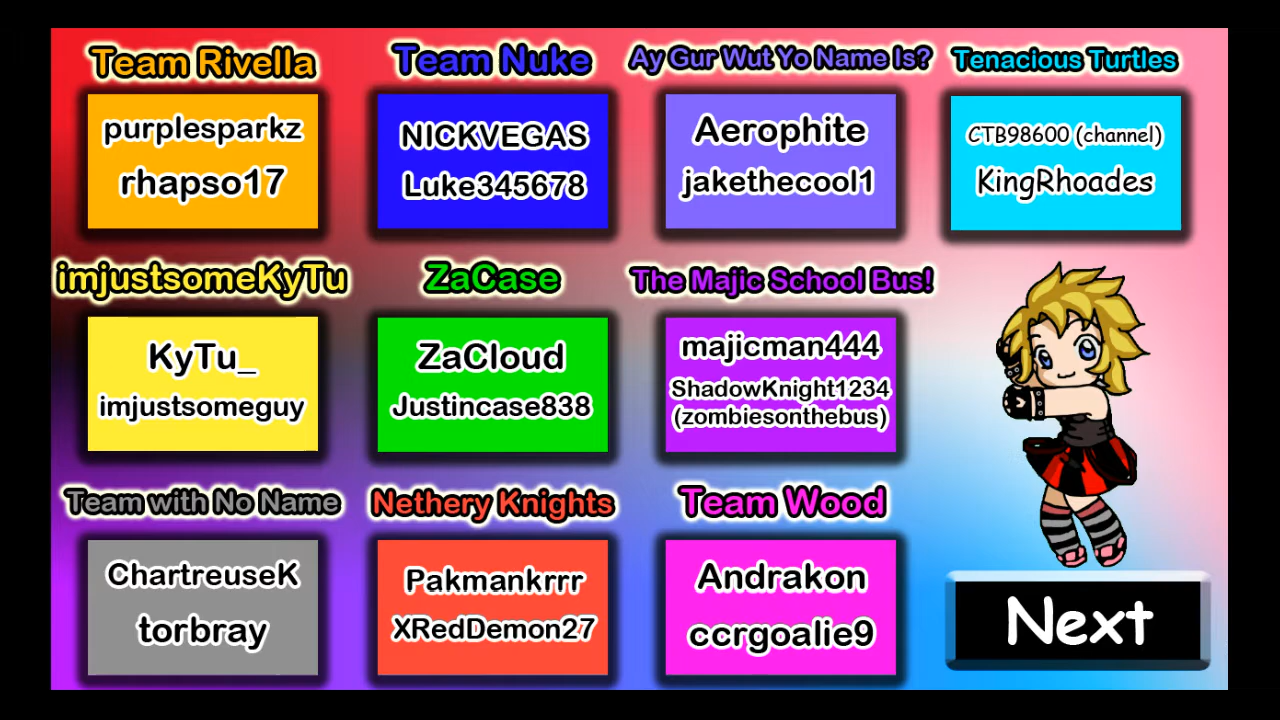 Team Rivella
purplesparkz
rhapso17
Team Nuke
NICKVEGAS
Luke345678
Ay Gur Wut Yo Name Is?
Aerophite
jakethecool1
Tenacious Turtles
CTB98600 (channel)
KingRhoades
imjustsomeKyTu
KyTu_
imjustsomeguy
ZaCase
ZaCloud
Justincase838
The Majic School Bus!
majicman444
ShadowKnight1234
(zombiesonthebus)
Team with No Name
ChartreuseK
torbray
Nethery Knights
Pakmankrrr
XRedDemon27
Team Wood
Andrakon
ccrgoalie9
Next